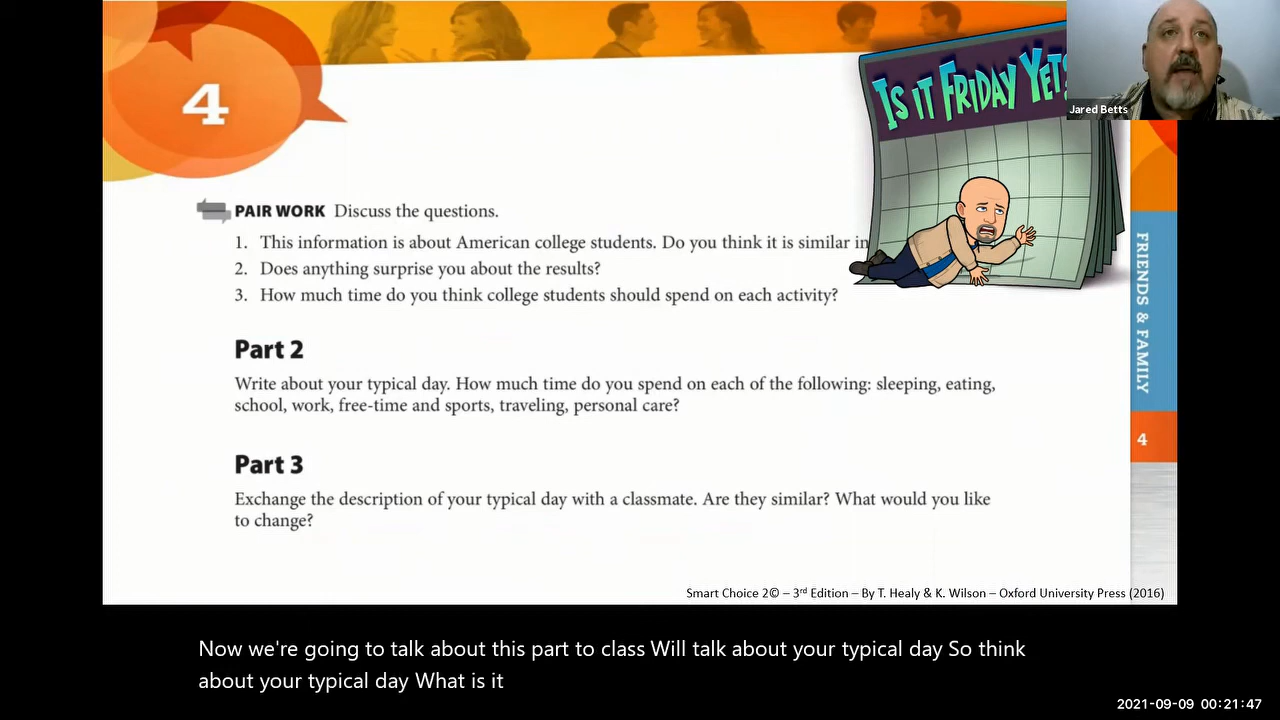 4
IS IT FRIDAY YET
Jared Betts
PAIR WORK Discuss the questions.
1. This information is about American college students. Do you think it is similar in
2. Does anything surprise you about the results?
3. How much time do you think college students should spend on each activity?
Part 2
Write about your typical day. How much time do you spend on each of the following: sleeping, eating,
school, work, free-time and sports, traveling, personal care?
Part 3
Exchange the description of your typical day with a classmate. Are they similar? What would you like
to change?
FRIENDS & FAMILY
4
Smart Choice 2© – 3rd Edition – By T. Healy & K. Wilson – Oxford University Press (2016)
Now we're going to talk about this part to class Will talk about your typical day So think
about your typical day What is it
2021-09-09 00:21:47